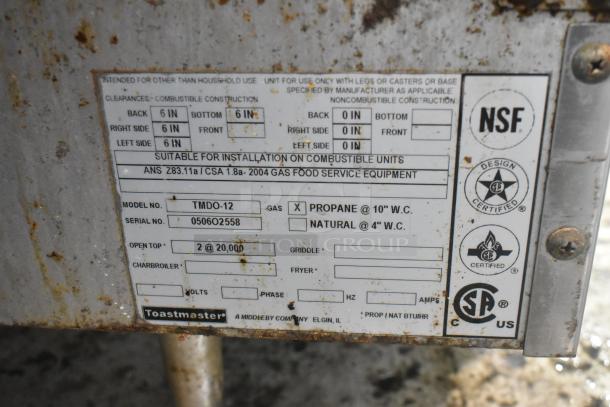 INTENDED FOR OTHER THAN HOUSEHOLD USE UNIT FOR USE ONLY WITH LEGS OR CASTERS OR BASE
SPECIFIED BY MANUFACTURER AS APPLICABLE
CLEARANCES: COMBUSTIBLE CONSTRUCTION NONCOMBUSTIBLE CONSTRUCTION
BACK 6 IN BOTTOM 6 IN BACK 0 IN BOTTOM
RIGHT SIDE 6 IN FRONT RIGHT SIDE 0 IN FRONT
LEFT SIDE 6 IN LEFT SIDE 0 IN
SUITABLE FOR INSTALLATION ON COMBUSTIBLE UNITS
ANS Z83.11a / CSA 1.8a- 2004 GAS FOOD SERVICE EQUIPMENT
MODEL NO. TMDO-12 GAS X PROPANE @ 10" W.C.
SERIAL NO. 0506O2558 NATURAL @ 4" W.C.
OPEN TOP * 2 @ 20,000 GRIDDLE *
CHARBROILER * FRYER *
VOLTS PHASE HZ AMPS
Toastmaster A MIDDLEBY COMPANY ELGIN, IL * PROP / NAT BTU/HR
NSF
DESIGN
CERTIFIED
®
CERTIFIED
®
SA ®
C US
AUCTION GROUP